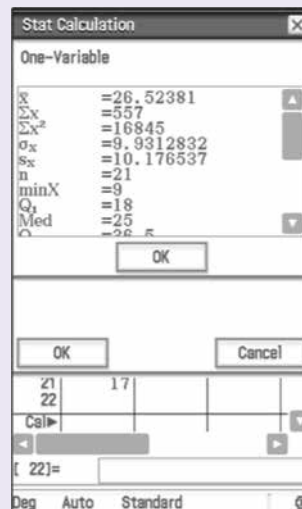 Stat Calculation
One-Variable
x̄ =26.52381
Σx =557
Σx² =16845
σx =9.9312832
sx =10.176537
n =21
minX =9
Q₁ =18
Med =25
OK
OK Cancel
21 17
22
Cal▶
[ 22]=
Deg Auto Standard